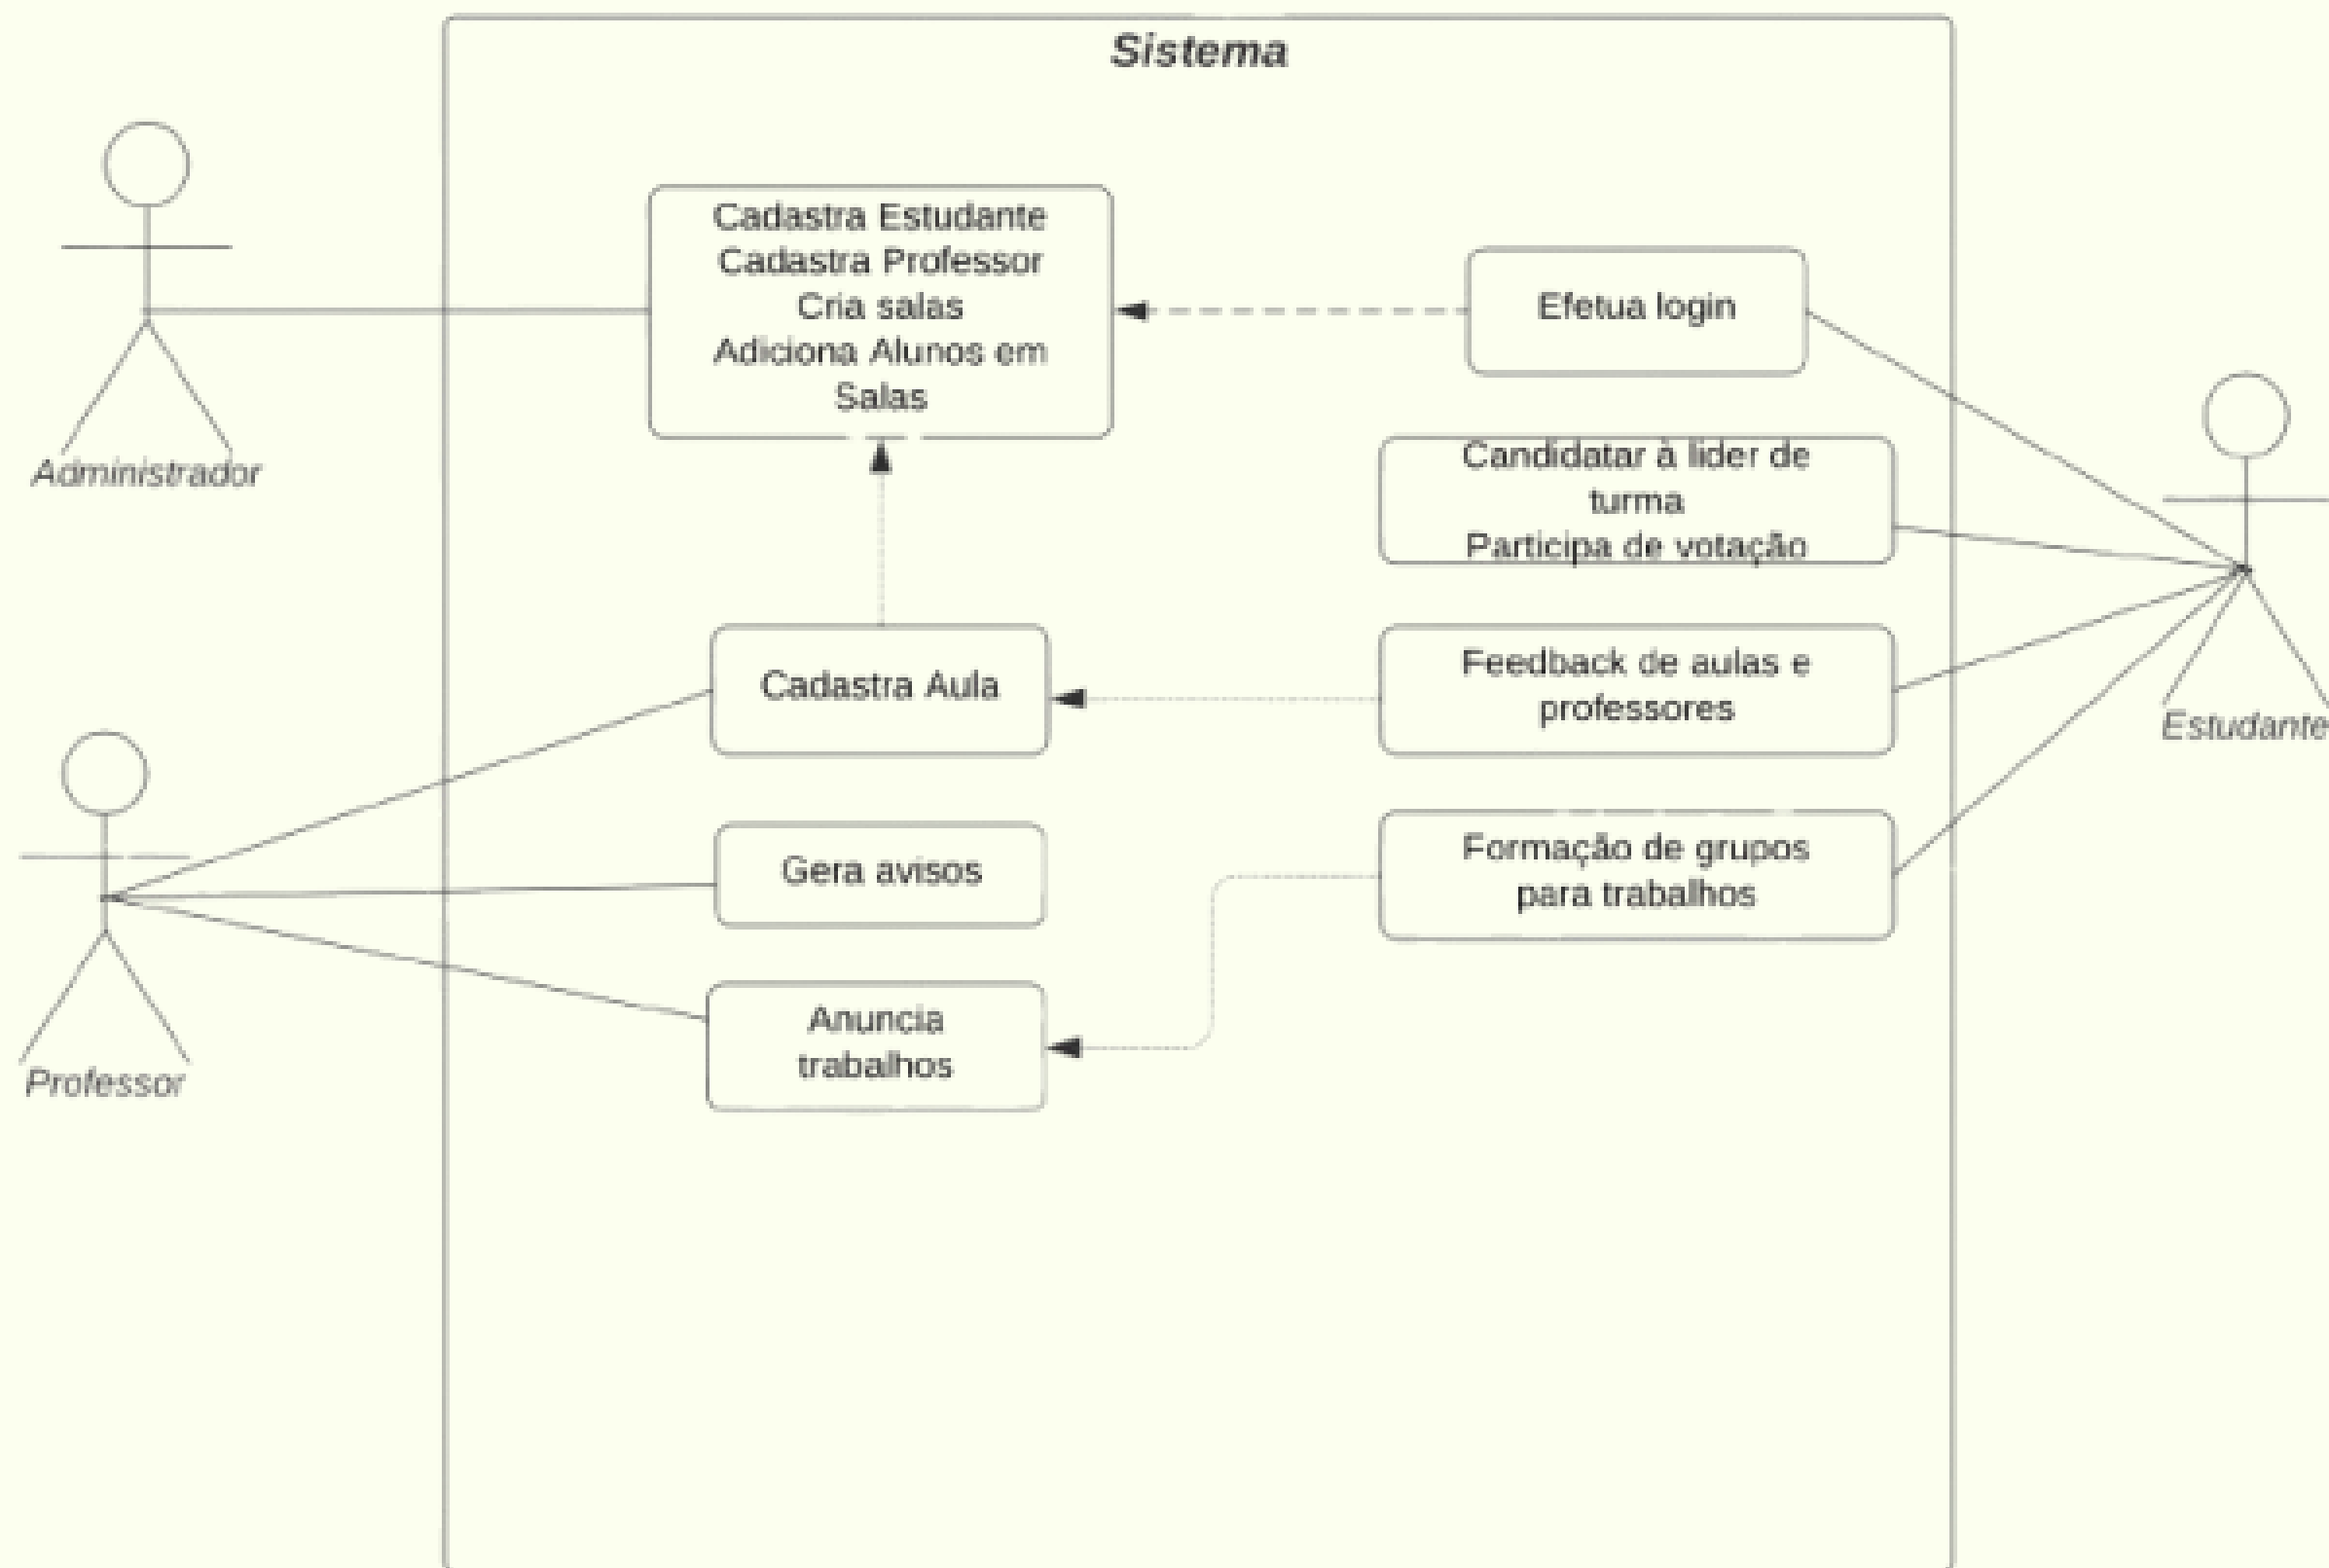 Sistema
Cadastra Estudante
Cadastra Professor
Cria salas
Adiciona Alunos em
Salas
Efetua login
Administrador
Candidatar à lider de
turma
Participa de votação
Cadastra Aula
Feedback de aulas e
professores
Estudante
Gera avisos
Formação de grupos
para trabalhos
Anuncia
trabalhos
Professor